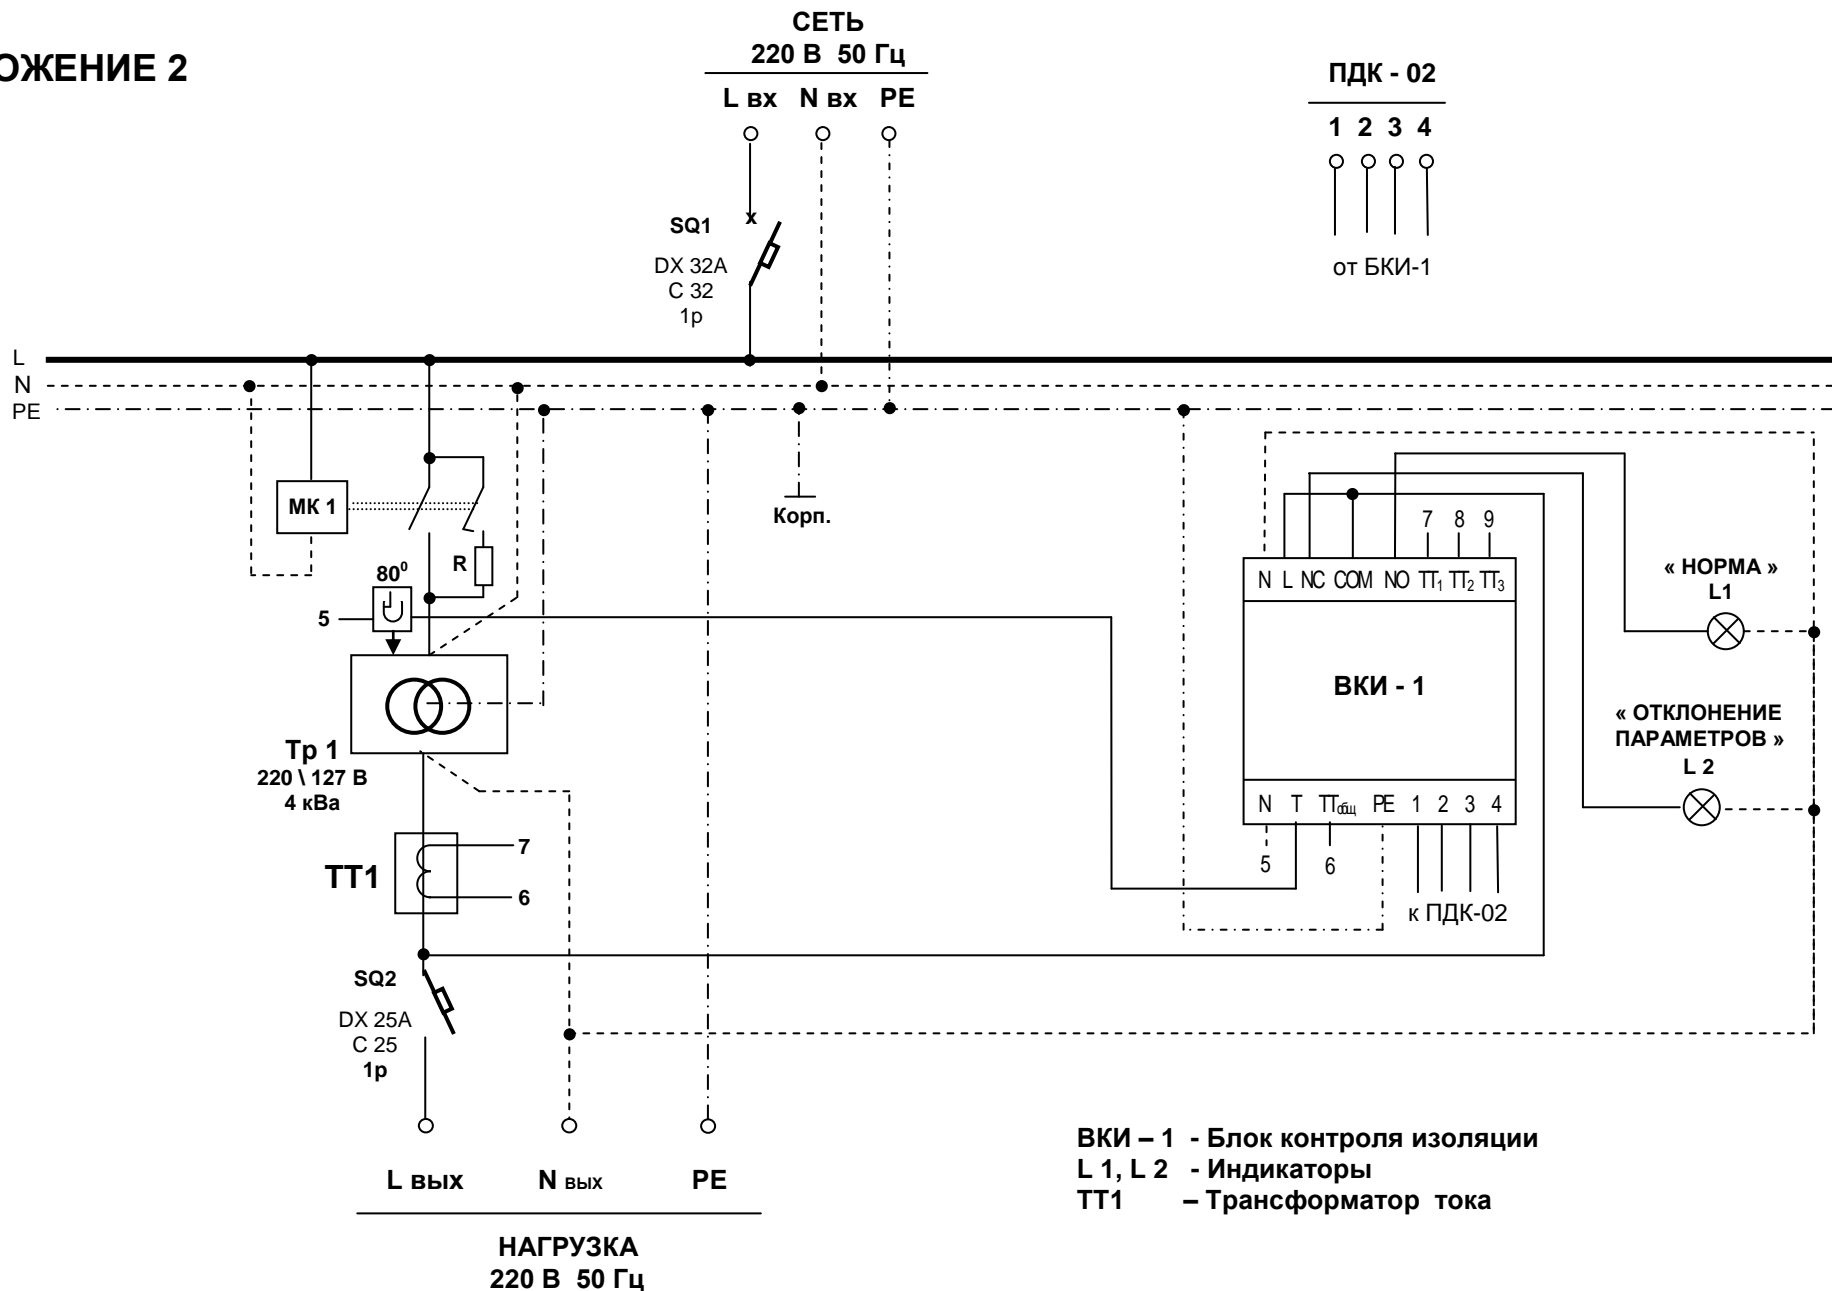 ОЖЕНИЕ 2
СЕТЬ
220 В 50 Гц
L вх N вх PE
ПДК - 02
1 2 3 4
от БКИ-1
SQ1
DX 32A
C 32
1р
L
N
PE
МК 1
R
80⁰
5
Корп.
7 8 9
N L NC COM NO TT₁ TT₂ TT₃
ВКИ - 1
N T TTобщ PE 1 2 3 4
5 6
к ПДК-02
« НОРМА »
L1
« ОТКЛОНЕНИЕ
ПАРАМЕТРОВ »
L 2
Тр 1
220 \ 127 В
4 кВа
ТТ1
7
6
SQ2
DX 25A
C 25
1р
L вых N вых PE
НАГРУЗКА
220 В 50 Гц
ВКИ – 1 - Блок контроля изоляции
L 1, L 2 - Индикаторы
ТТ1 – Трансформатор тока